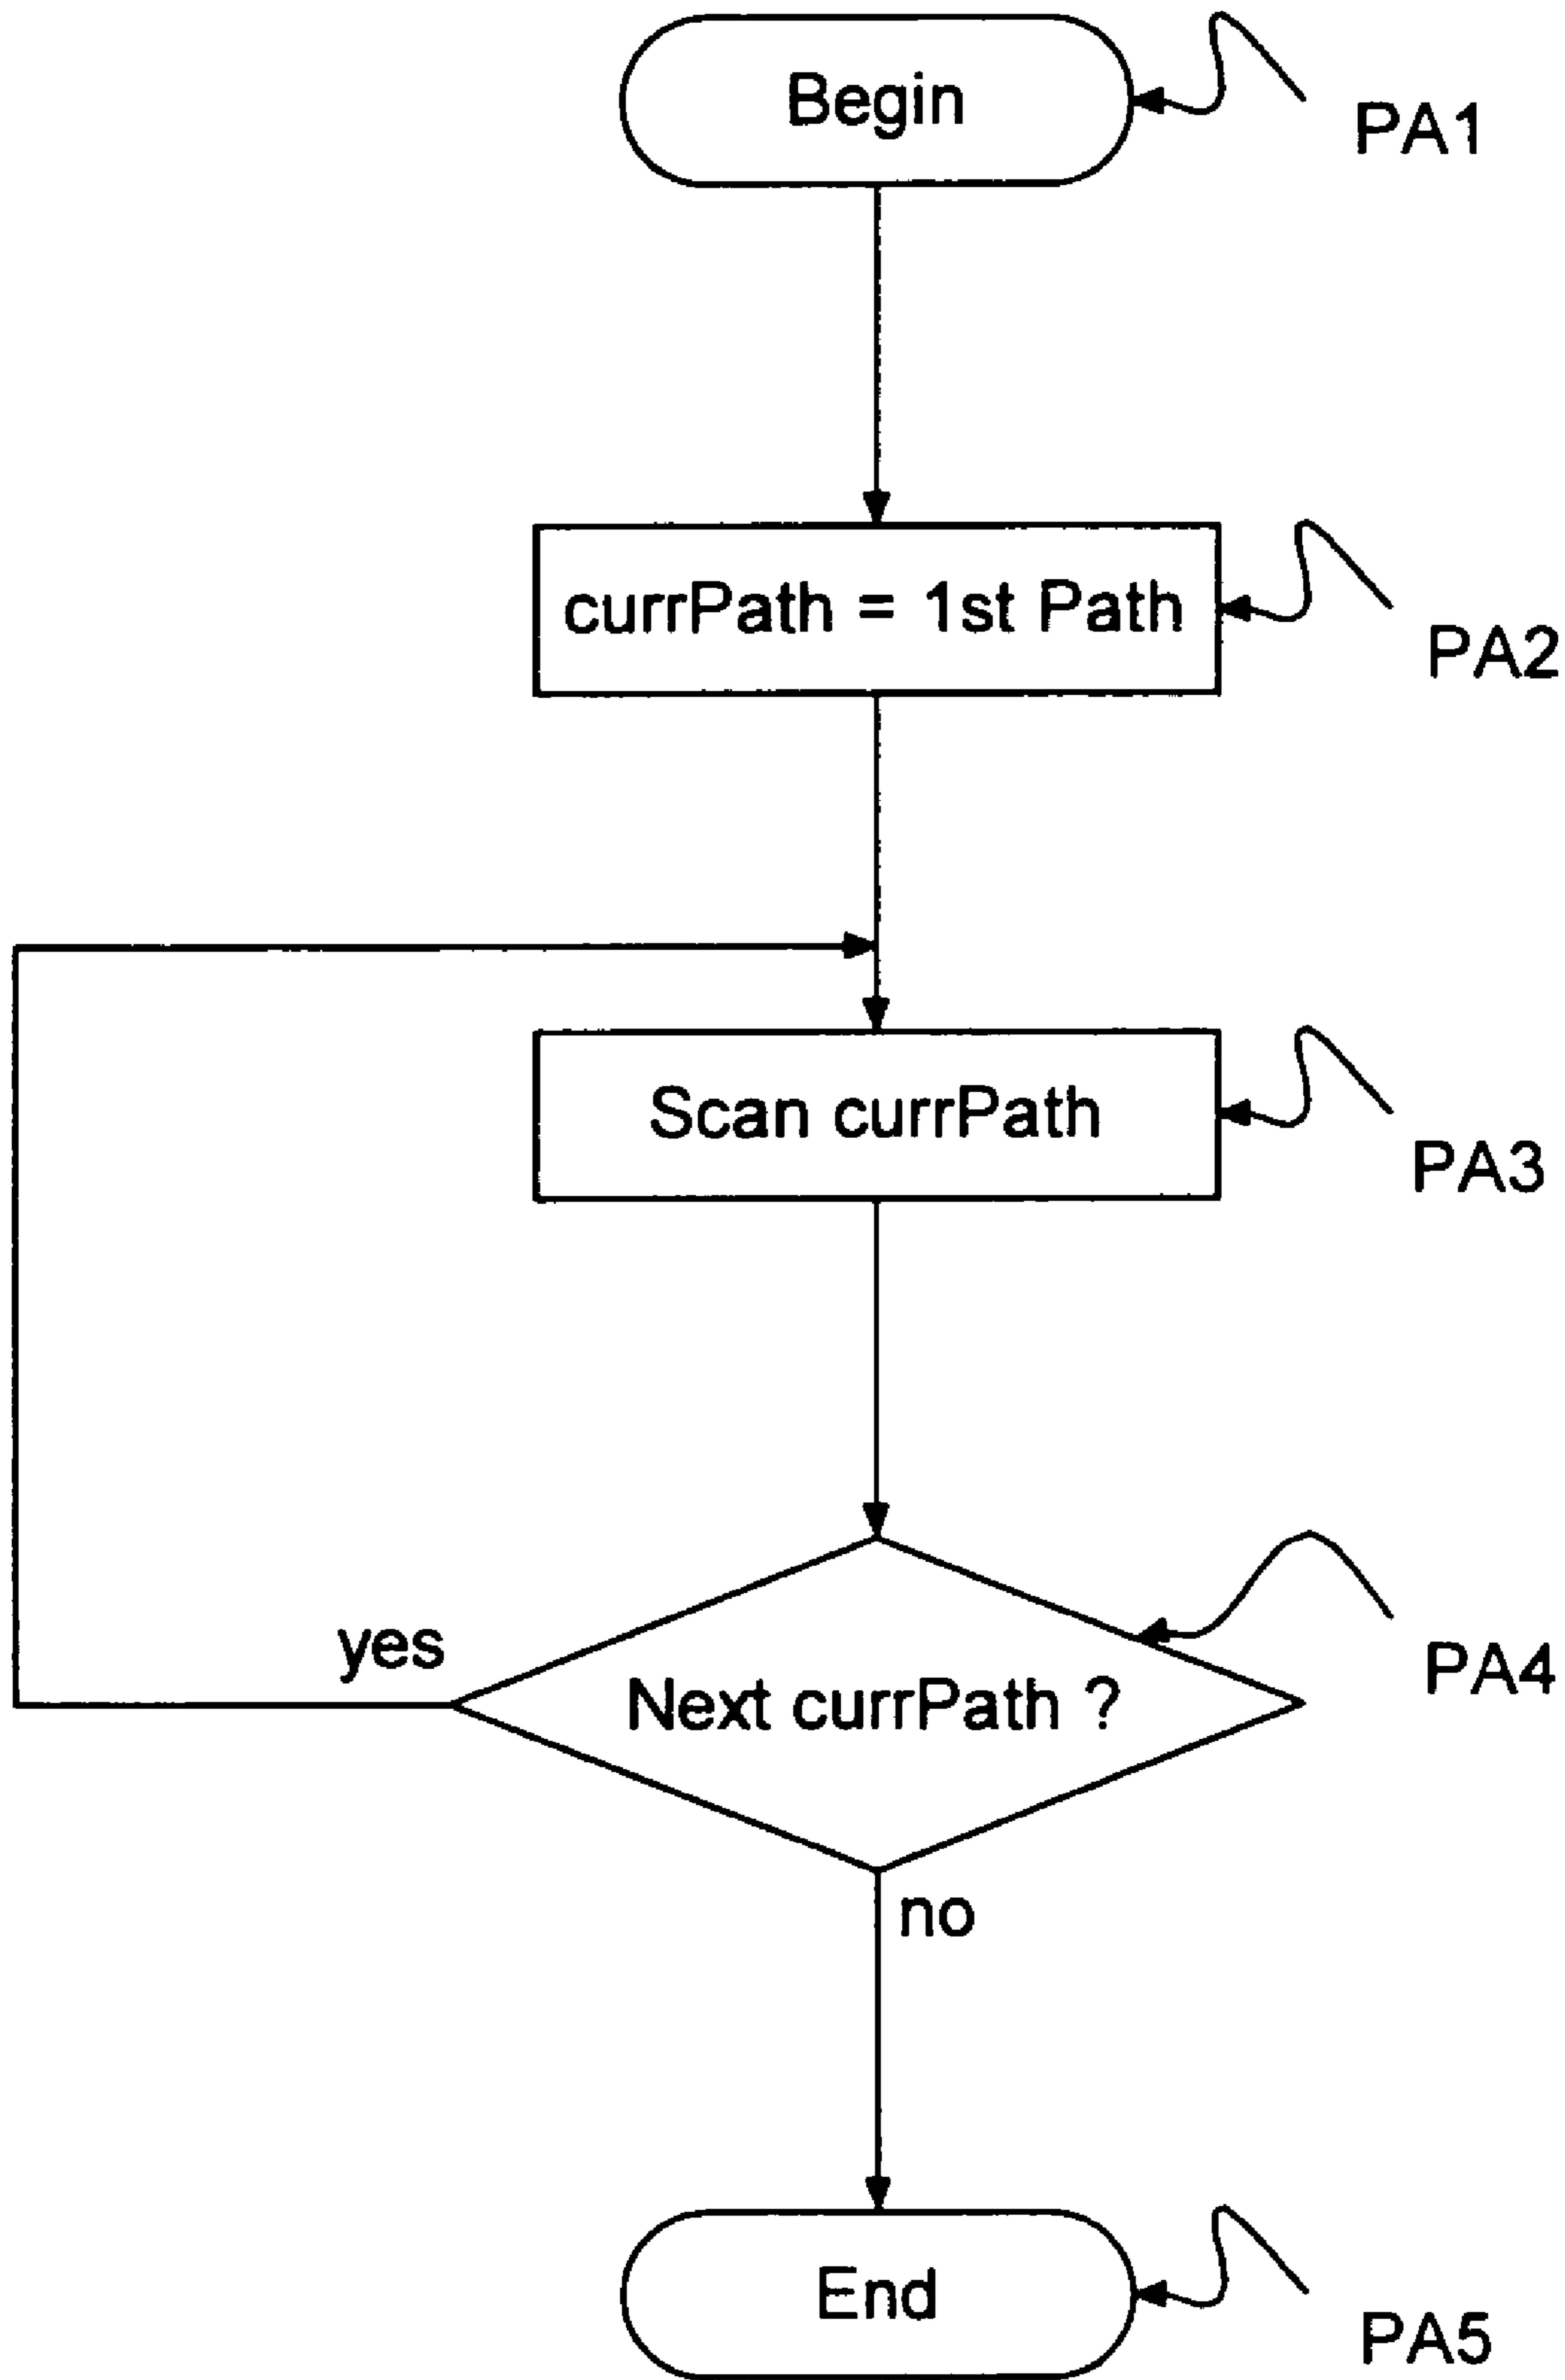 Begin
PA1
currPath = 1st Path
PA2
Scan currPath
PA3
yes
Next currPath ?
PA4
no
End
PA5